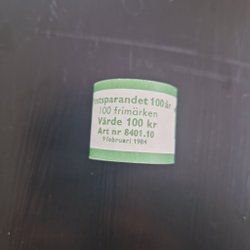 Postsparandet 100 år
100 frimärken
Värde 100 kr
Art nr 8401.10
9 februari 1984